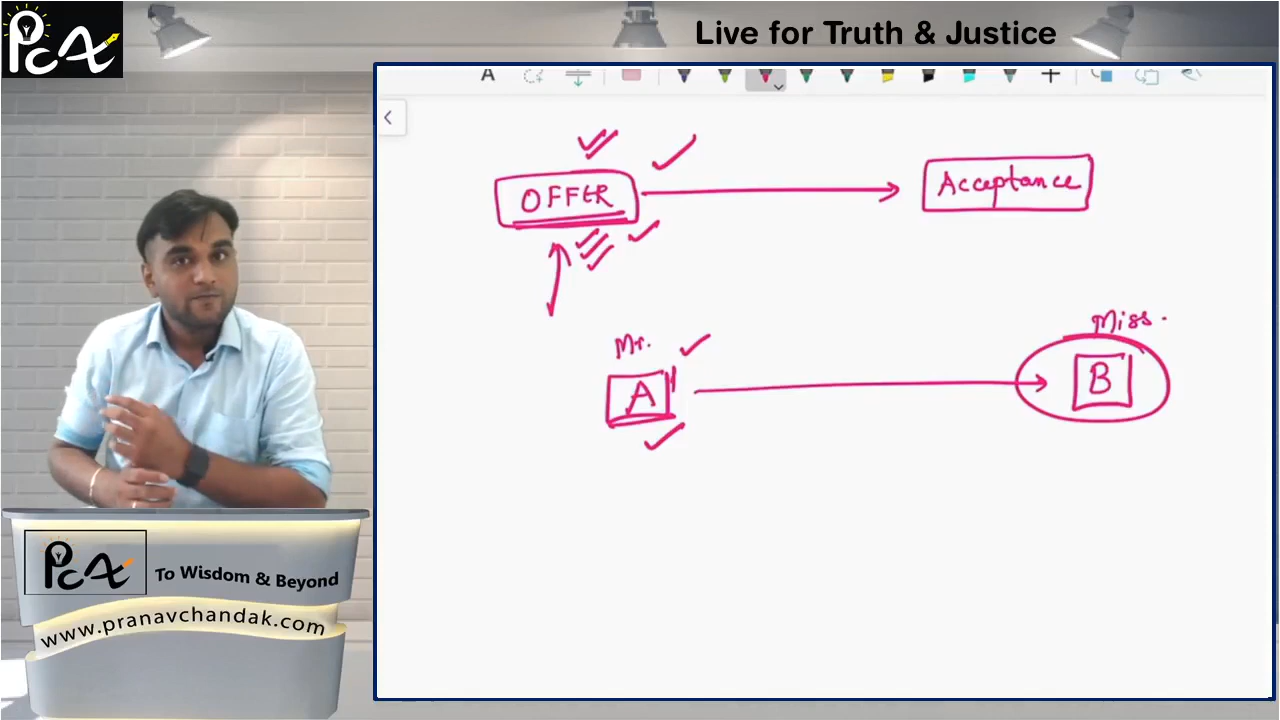 PCA
Live for Truth & Justice
A
OFFER
Acceptance
Mr.
Miss.
A
B
PCA
To Wisdom & Beyond
www.pranavchandak.com